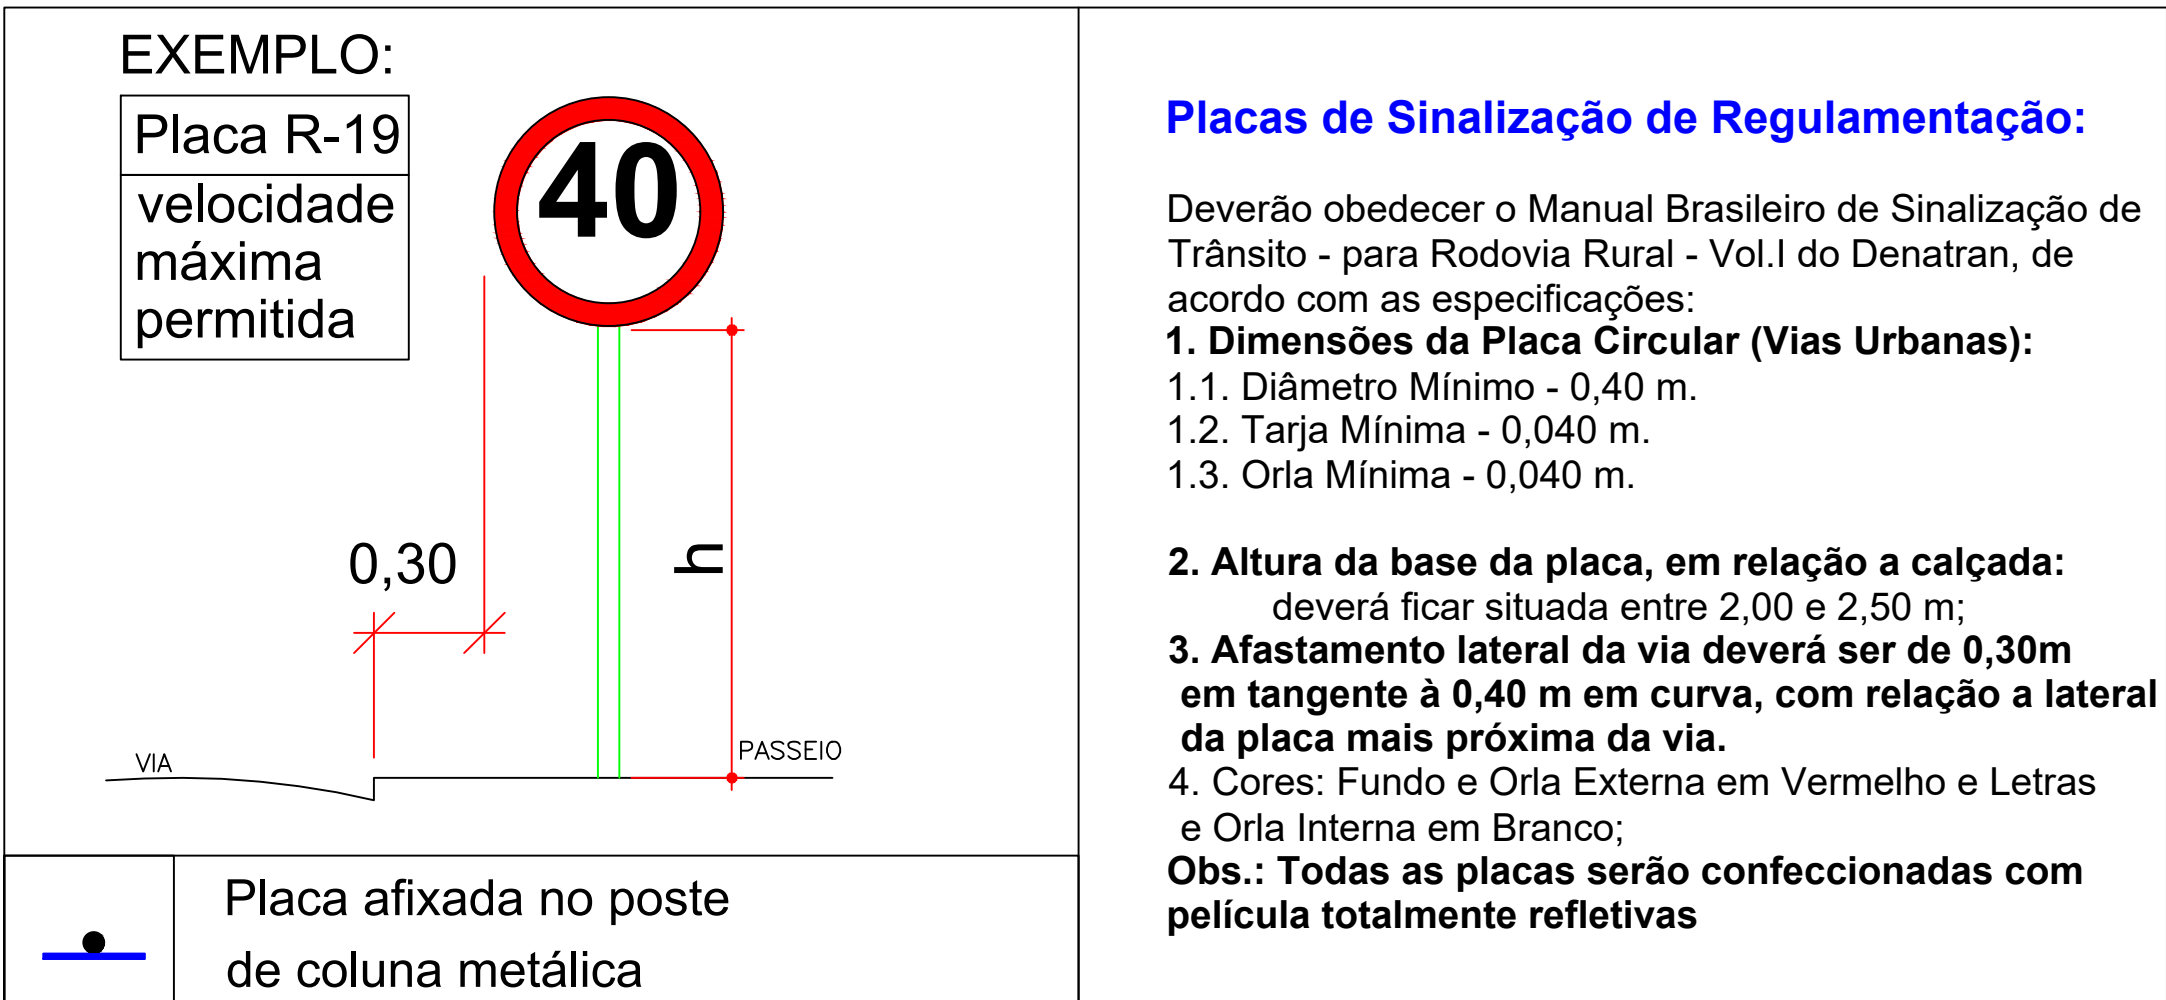 EXEMPLO:
Placa R-19
velocidade
máxima
permitida
40
0,30
h
VIA
PASSEIO
Placa afixada no poste
de coluna metálica
Placas de Sinalização de Regulamentação:
Deverão obedecer o Manual Brasileiro de Sinalização de
Trânsito - para Rodovia Rural - Vol.I do Denatran, de
acordo com as especificações:
1. Dimensões da Placa Circular (Vias Urbanas):
1.1. Diâmetro Mínimo - 0,40 m.
1.2. Tarja Mínima - 0,040 m.
1.3. Orla Mínima - 0,040 m.
2. Altura da base da placa, em relação a calçada:
deverá ficar situada entre 2,00 e 2,50 m;
3. Afastamento lateral da via deverá ser de 0,30m
em tangente à 0,40 m em curva, com relação a lateral
da placa mais próxima da via.
4. Cores: Fundo e Orla Externa em Vermelho e Letras
e Orla Interna em Branco;
Obs.: Todas as placas serão confeccionadas com
película totalmente refletivas